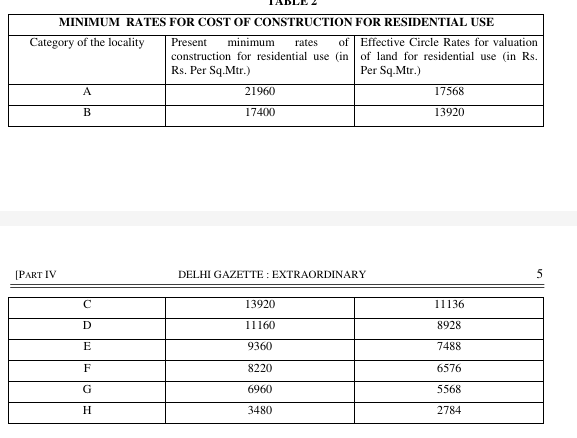 TABLE 2
MINIMUM RATES FOR COST OF CONSTRUCTION FOR RESIDENTIAL USE
Category of the locality
Present minimum rates of
construction for residential use (in
Rs. Per Sq.Mtr.)
Effective Circle Rates for valuation
of land for residential use (in Rs.
Per Sq.Mtr.)
A 21960 17568
B 17400 13920
[PART IV DELHI GAZETTE : EXTRAORDINARY 5
C 13920 11136
D 11160 8928
E 9360 7488
F 8220 6576
G 6960 5568
H 3480 2784